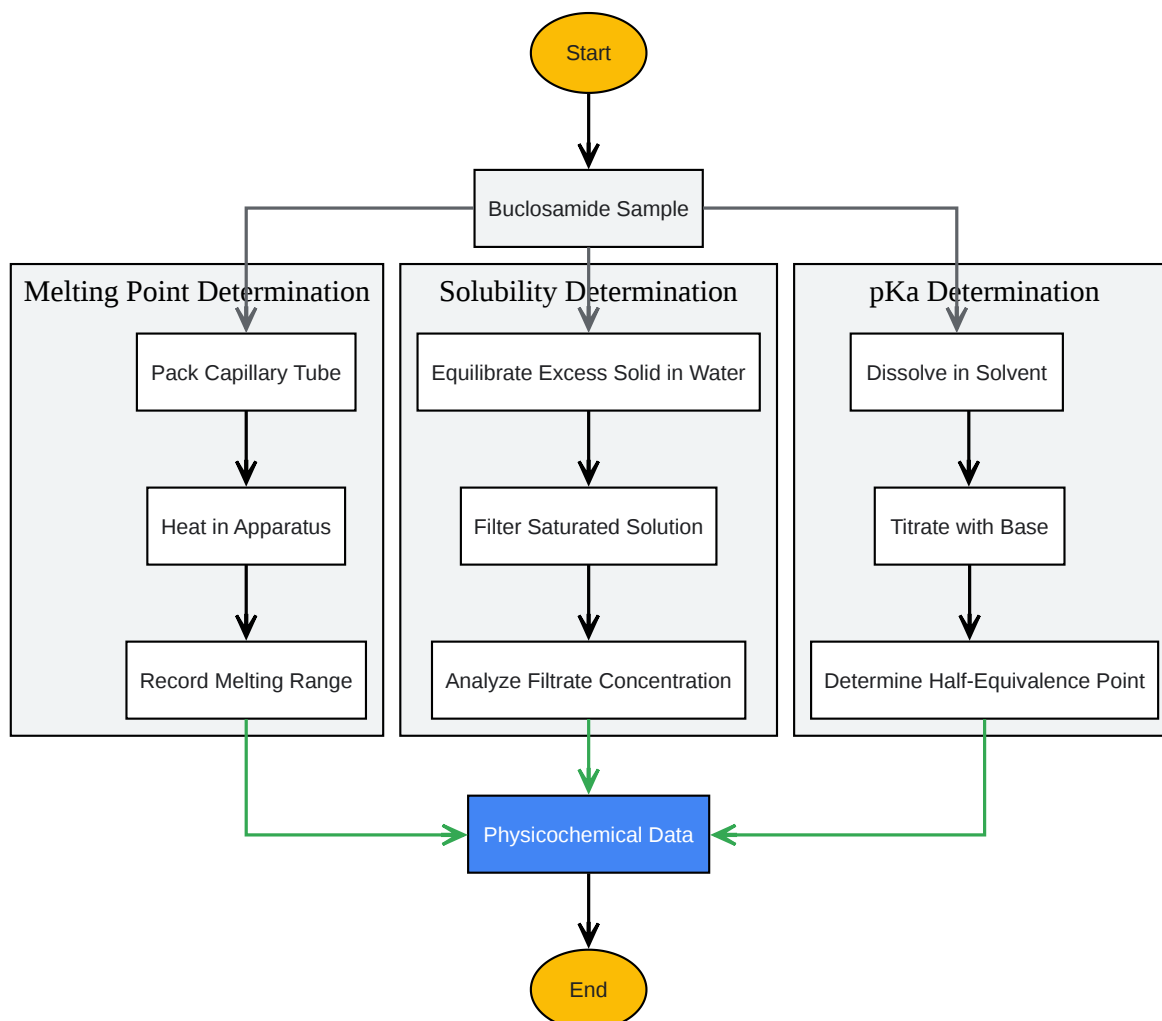 Start
Buclosamide Sample
Melting Point Determination
Pack Capillary Tube
Heat in Apparatus
Record Melting Range
Solubility Determination
Equilibrate Excess Solid in Water
Filter Saturated Solution
Analyze Filtrate Concentration
pKa Determination
Dissolve in Solvent
Titrate with Base
Determine Half-Equivalence Point
Physicochemical Data
End